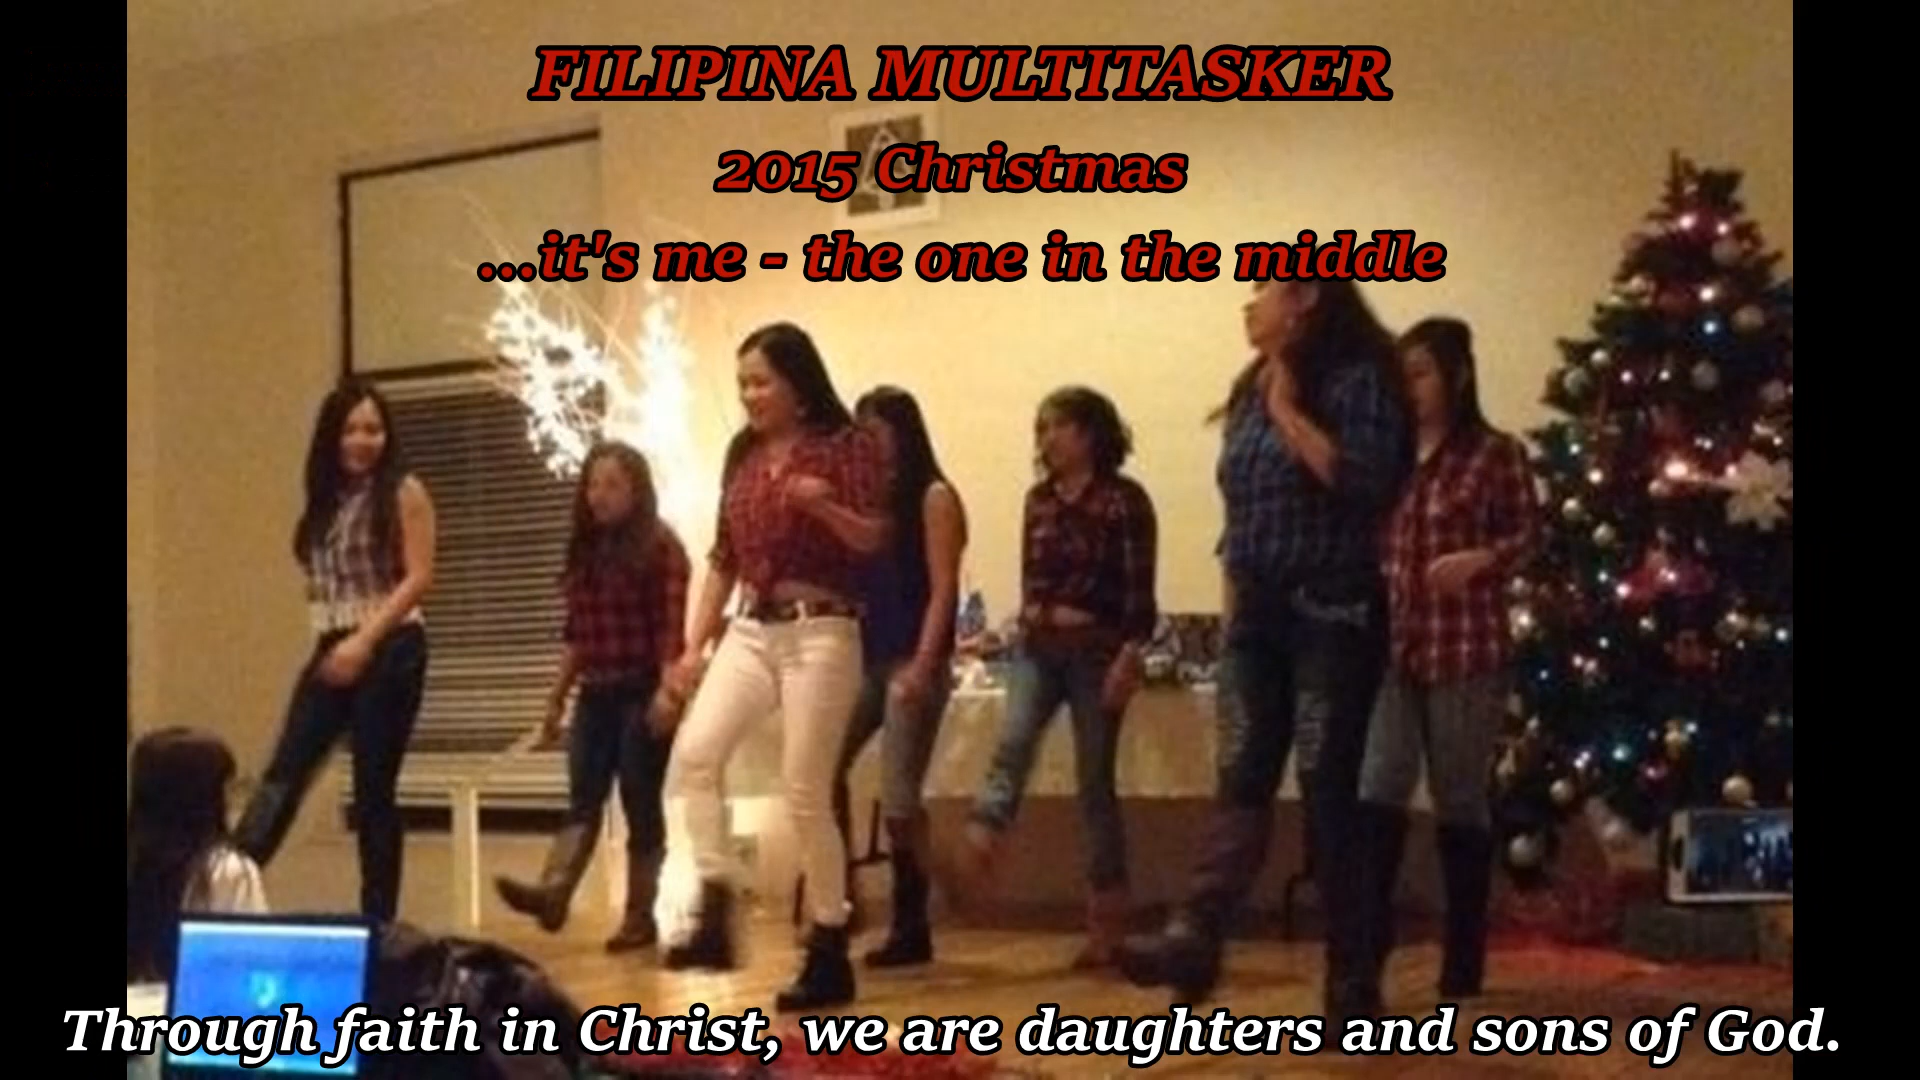 FILIPINA MULTITASKER
2015 Christmas
...it's me - the one in the middle
Through faith in Christ, we are daughters and sons of God.